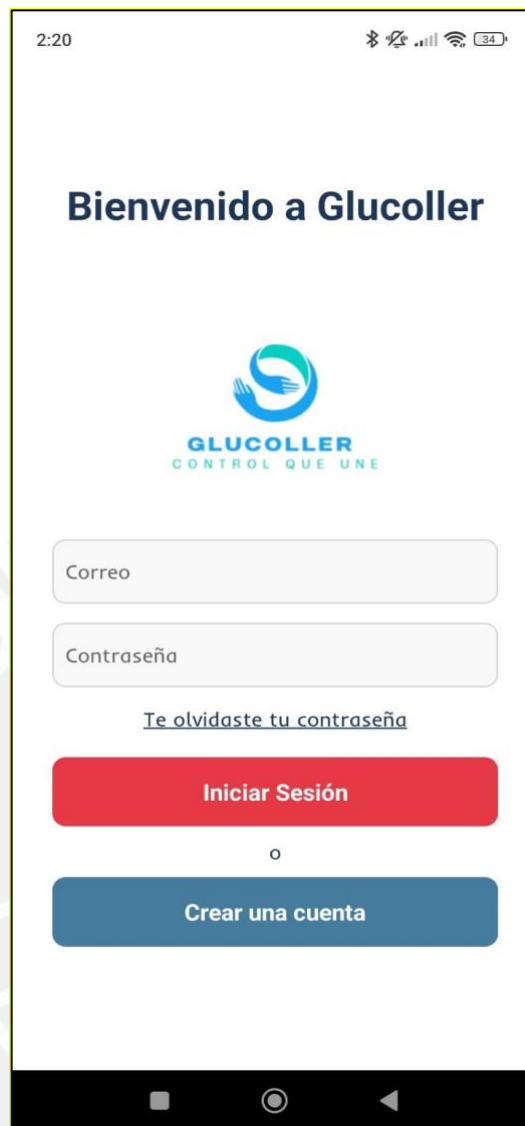 2:20
34
Bienvenido a Glucoller
GLUCOLLER
CONTROL QUE UNE
Correo
Contraseña
Te olvidaste tu contraseña
Iniciar Sesión
o
Crear una cuenta